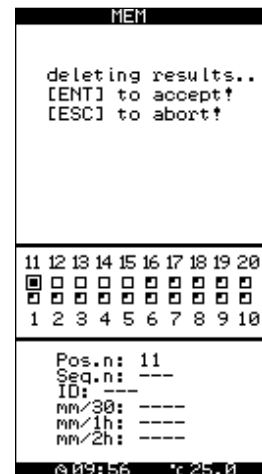 MEM
deleting results..
[ENT] to accept!
[ESC] to abort!
11 12 13 14 15 16 17 18 19 20
1 2 3 4 5 6 7 8 9 10
Pos.n: 11
Seq.n: ---
ID: ---
mm/30: ----
mm/1h: ----
mm/2h: ----
09:56 °c 25.0